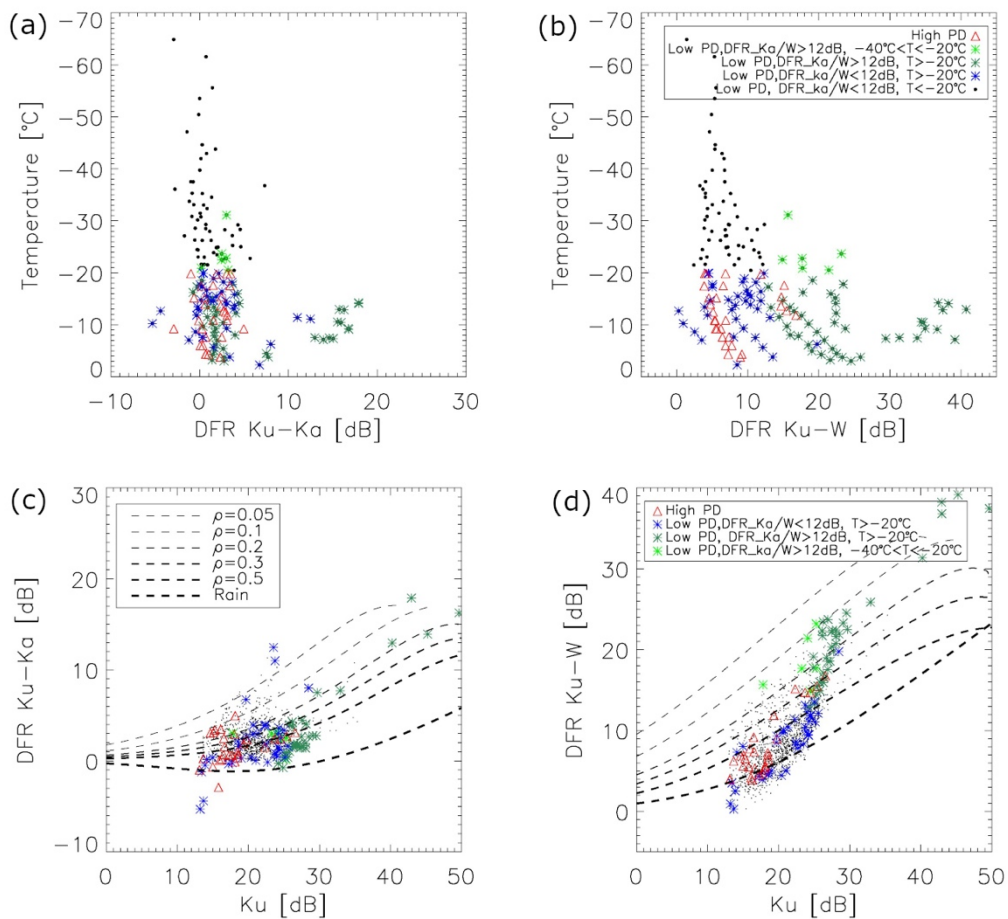 (a)
−70
−60
−50
−40
−30
−20
−10
0
Temperature [°C]
−10 0 10 20 30
DFR Ku−Ka [dB]
(b)
−70
−60
−50
−40
−30
−20
−10
0
Temperature [°C]
High PD
Low PD,DFR_Ka/W>12dB, −40°C<T<−20°C
Low PD,DFR_Ka/W>12dB, T>−20°C
Low PD,DFR_ka/W<12dB, T>−20°C
Low PD, DFR_ka/W<12dB, T<−20°C
0 10 20 30 40
DFR Ku−W [dB]
(c)
30
20
10
0
−10
DFR Ku−Ka [dB]
ρ=0.05
ρ=0.1
ρ=0.2
ρ=0.3
ρ=0.5
Rain
0 10 20 30 40 50
Ku [dB]
(d)
40
30
20
10
0
DFR Ku−W [dB]
High PD
Low PD,DFR_Ka/W<12dB, T>−20°C
Low PD, DFR_Ka/W>12dB, T>−20°C
Low PD,DFR_ka/W>12dB, −40°C<T<−20°C
0 10 20 30 40 50
Ku [dB]